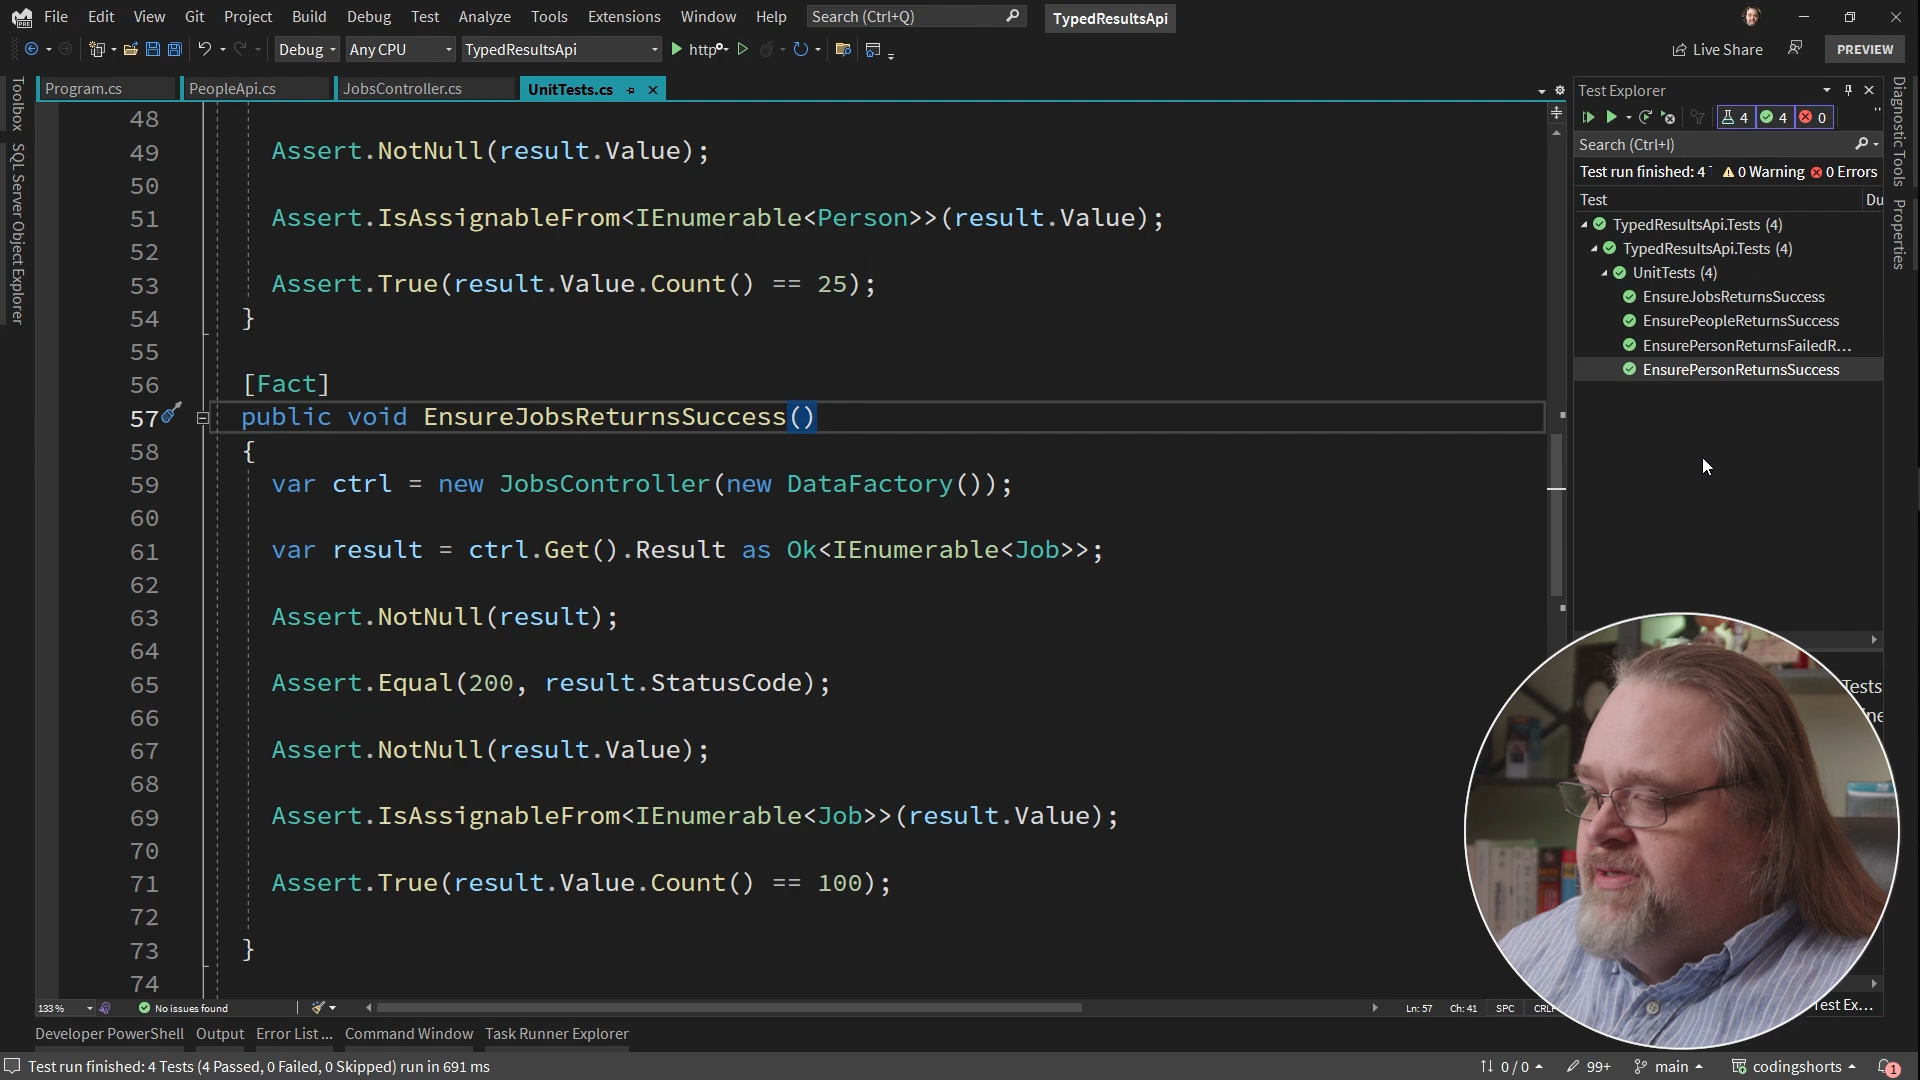 File Edit View Git Project Build Debug Test Analyze Tools Extensions Window Help Search (Ctrl+Q) TypedResultsApi
Debug Any CPU TypedResultsApi http Live Share PREVIEW
Toolbox
SQL Server Object Explorer
Program.cs PeopleApi.cs JobsController.cs UnitTests.cs
48
49 Assert.NotNull(result.Value);
50
51 Assert.IsAssignableFrom<IEnumerable<Person>>(result.Value);
52
53 Assert.True(result.Value.Count() == 25);
54 }
55
56 [Fact]
57 public void EnsureJobsReturnsSuccess()
58 {
59 var ctrl = new JobsController(new DataFactory());
60
61 var result = ctrl.Get().Result as Ok<IEnumerable<Job>>;
62
63 Assert.NotNull(result);
64
65 Assert.Equal(200, result.StatusCode);
66
67 Assert.NotNull(result.Value);
68
69 Assert.IsAssignableFrom<IEnumerable<Job>>(result.Value);
70
71 Assert.True(result.Value.Count() == 100);
72
73 }
74
Test Explorer
4 4 0
Search (Ctrl+I)
Test run finished: 4 0 Warning 0 Errors
Test Du
TypedResultsApi.Tests (4)
TypedResultsApi.Tests (4)
UnitTests (4)
EnsureJobsReturnsSuccess
EnsurePeopleReturnsSuccess
EnsurePersonReturnsFailedR...
EnsurePersonReturnsSuccess
Tests
Diagnostic Tools
Properties
133 % No issues found Ln: 57 Ch: 41 SPC CRLF Test Ex...
Developer PowerShell Output Error List ... Command Window Task Runner Explorer
Test run finished: 4 Tests (4 Passed, 0 Failed, 0 Skipped) run in 691 ms 0 / 0 99+ main codingshorts 1